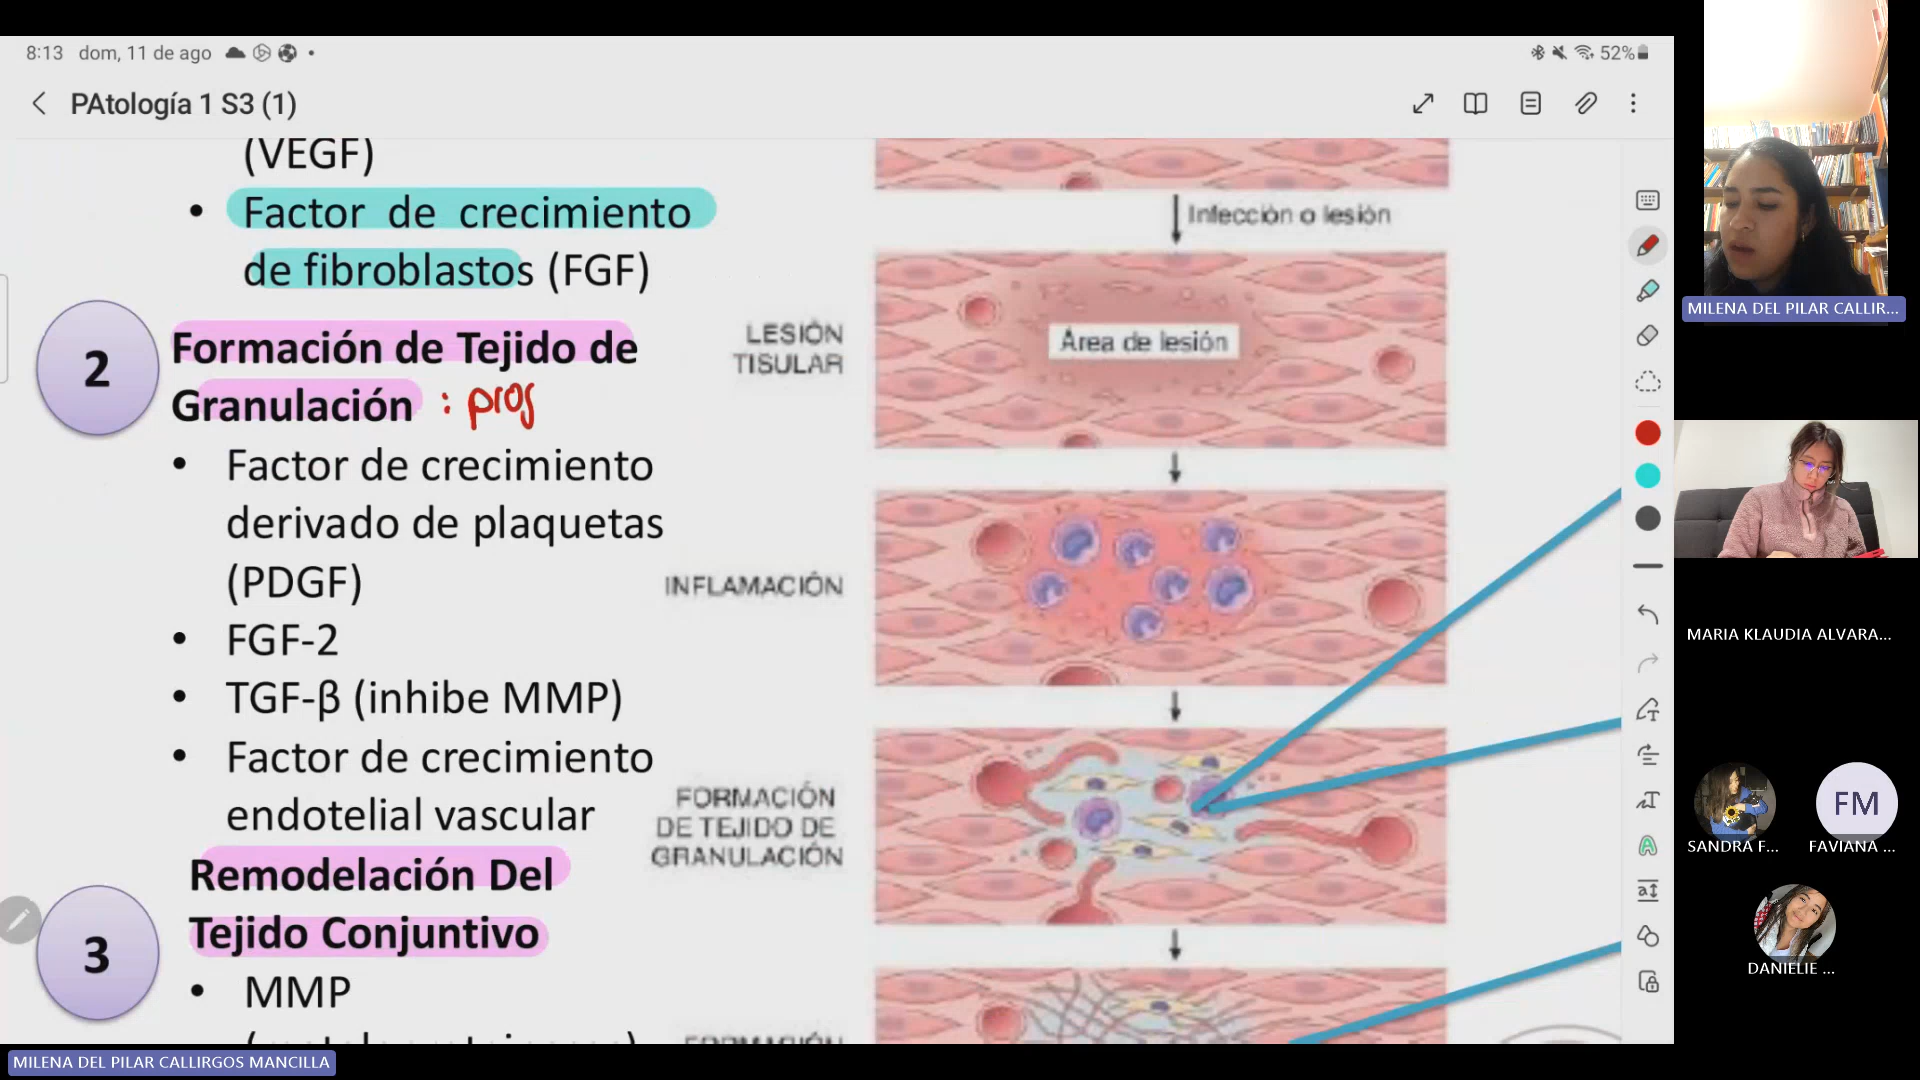 8:13 dom, 11 de ago
52%
PAtología 1 S3 (1)
(VEGF)
• Factor de crecimiento
de fibroblastos (FGF)
2
Formación de Tejido de
Granulación : prog
• Factor de crecimiento
derivado de plaquetas
(PDGF)
• FGF-2
• TGF-β (inhibe MMP)
• Factor de crecimiento
endotelial vascular
3
Remodelación Del
Tejido Conjuntivo
• MMP
Infección o lesión
LESIÓN
TISULAR
Área de lesión
INFLAMACIÓN
FORMACIÓN
DE TEJIDO DE
GRANULACIÓN
FORMACIÓN
MILENA DEL PILAR CALLIR...
MARIA KLAUDIA ALVARA...
FM
SANDRA F...
FAVIANA ...
DANIELIE ...
MILENA DEL PILAR CALLIRGOS MANCILLA